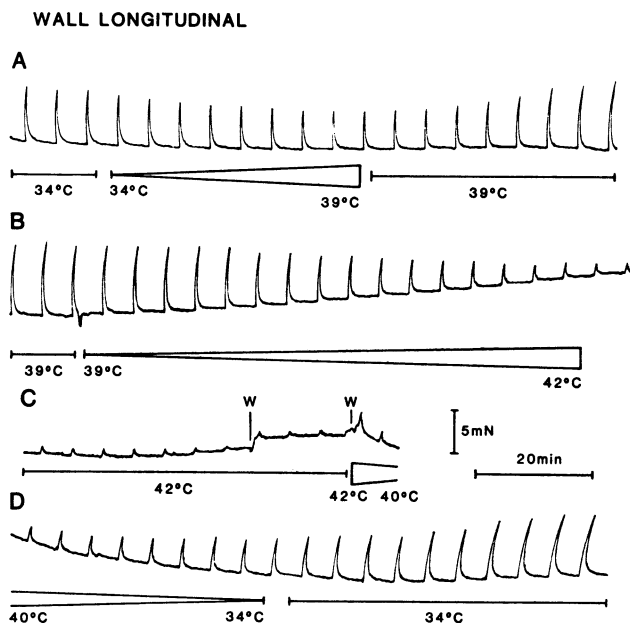 WALL LONGITUDINAL
A
34°C 34°C 39°C 39°C
B
39°C 39°C 42°C
C
W W
5mN
20min
42°C 42°C 40°C
D
40°C 34°C 34°C